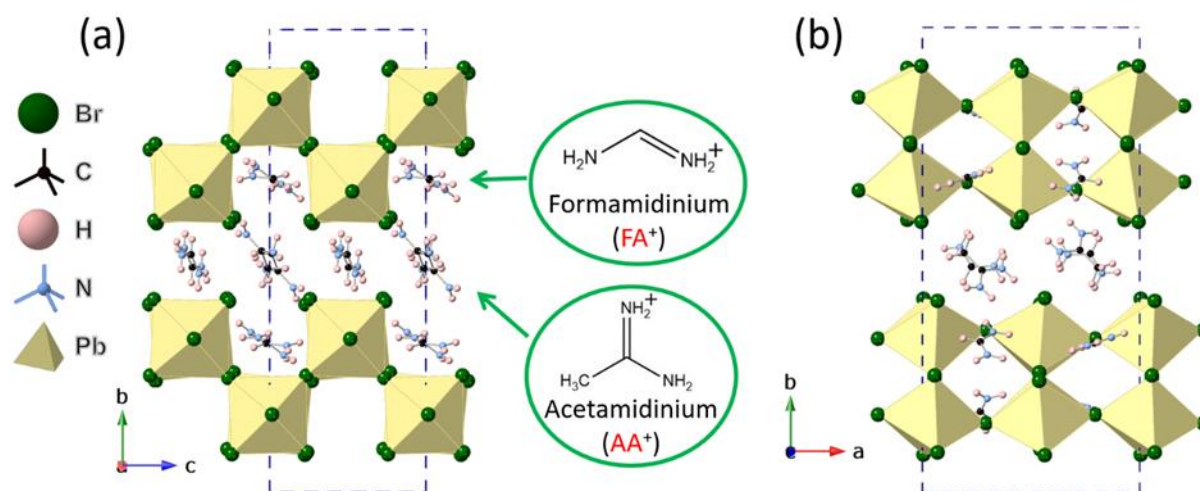 (a)
Br
C
H
N
Pb
b
a
c
H₂N
NH₂⁺
Formamidinium
(FA⁺)
NH₂⁺
H₃C
NH₂
Acetamidinium
(AA⁺)
(b)
b
c
a